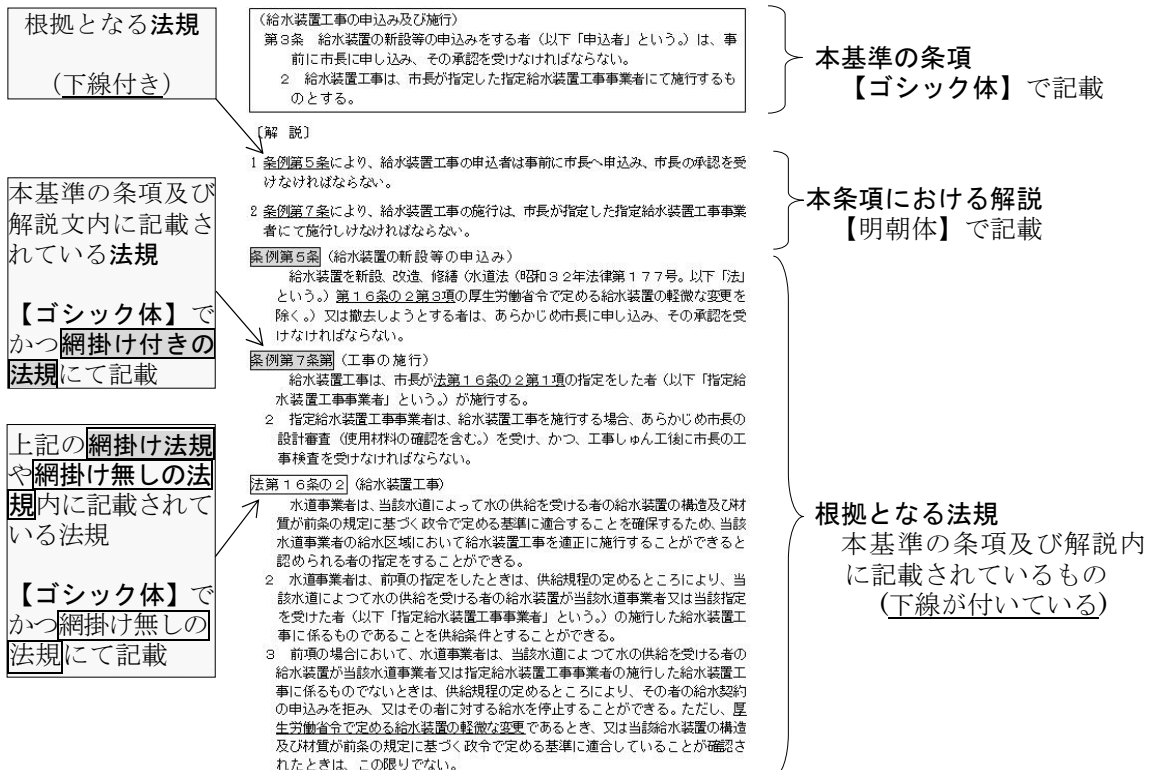 根拠となる法規
(下線付き)
本基準の条項及び
解説文内に記載さ
れている法規
【ゴシック体】で
かつ網掛け付きの
法規にて記載
上記の網掛け法規
や網掛け無しの法
規内に記載されて
いる法規
【ゴシック体】で
かつ網掛け無しの
法規にて記載
(給水装置工事の申込み及び施行)
第3条 給水装置の新設等の申込みをする者(以下「申込者」という。)は、事
前に市長に申し込み、その承認を受けなければならない。
2 給水装置工事は、市長が指定した指定給水装置工事事業者にて施行するも
のとする。
〔解 説〕
1 条例第5条により、給水装置工事の申込者は事前に市長へ申込み、市長の承認を受
けなければならない。
2 条例第7条により、給水装置工事の施行は、市長が指定した指定給水装置工事事業
者にて施行しけなければならない。
条例第5条(給水装置の新設等の申込み)
給水装置を新設、改造、修繕(水道法(昭和32年法律第177号。以下「法」
という。)第16条の2第3項の厚生労働省令で定める給水装置の軽微な変更を
除く。)又は撤去しようとする者は、あらかじめ市長に申し込み、その承認を受
けなければならない。
条例第7条第(工事の施行)
給水装置工事は、市長が法第16条の2第1項の指定をした者(以下「指定給
水装置工事事業者」という。)が施行する。
2 指定給水装置工事事業者は、給水装置工事を施行する場合、あらかじめ市長の
設計審査(使用材料の確認を含む。)を受け、かつ、工事しゅん工後に市長の工
事検査を受けなければならない。
法第16条の2(給水装置工事)
水道事業者は、当該水道によって水の供給を受ける者の給水装置の構造及び材
質が前条の規定に基づく政令で定める基準に適合することを確保するため、当該
水道事業者の給水区域において給水装置工事を適正に施行することができると
認められる者の指定をすることができる。
2 水道事業者は、前項の指定をしたときは、供給規程の定めるところにより、当
該水道によつて水の供給を受ける者の給水装置が当該水道事業者又は当該指定
を受けた者(以下「指定給水装置工事事業者」という。)の施行した給水装置工
事に係るものであることを供給条件とすることができる。
3 前項の場合において、水道事業者は、当該水道によつて水の供給を受ける者の
給水装置が当該水道事業者又は指定給水装置工事事業者の施行した給水装置工
事に係るものでないときは、供給規程の定めるところにより、その者の給水契約
の申込みを拒み、又はその者に対する給水を停止することができる。ただし、厚
生労働省令で定める給水装置の軽微な変更であるとき、又は当該給水装置の構造
及び材質が前条の規定に基づく政令で定める基準に適合していることが確認さ
れたときは、この限りでない。
本基準の条項
【ゴシック体】で記載
本条項における解説
【明朝体】で記載
根拠となる法規
本基準の条項及び解説内
に記載されているもの
(下線が付いている)